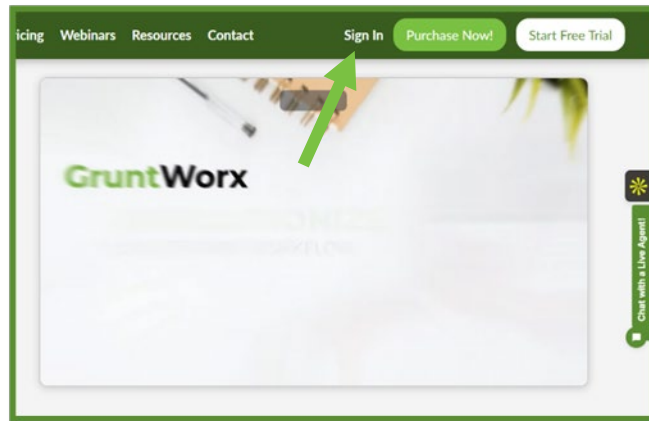 icing Webinars Resources Contact Sign In Purchase Now! Start Free Trial
GruntWorx
Chat with a Live Agent!